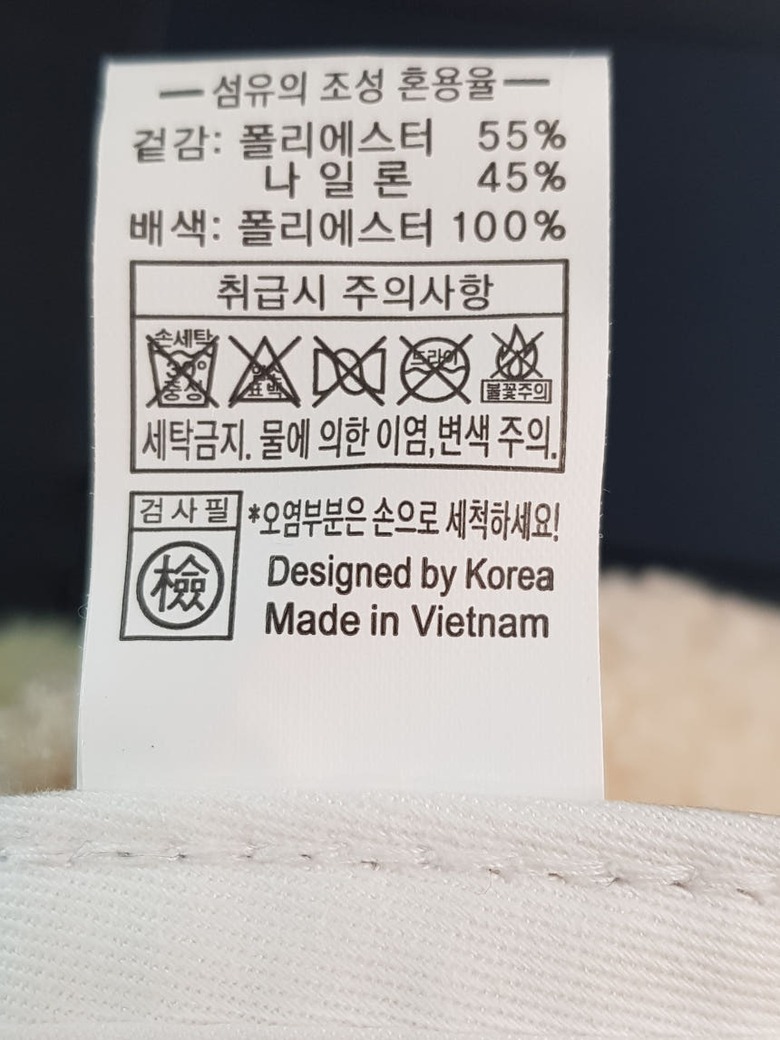 섬유의 조성 혼용율
겉감: 폴리에스터 55%
나 일 론 45%
배색: 폴리에스터 100%
취급시 주의사항
손세탁
30°
중성
표백
드라이
불꽃주의
세탁금지. 물에 의한 이염,변색 주의.
검 사 필
檢
*오염부분은 손으로 세척하세요!
Designed by Korea
Made in Vietnam